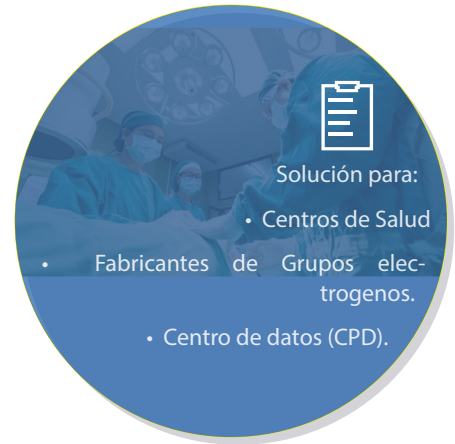 Solución para:
• Centros de Salud
• Fabricantes de Grupos elec-
trogenos.
• Centro de datos (CPD).